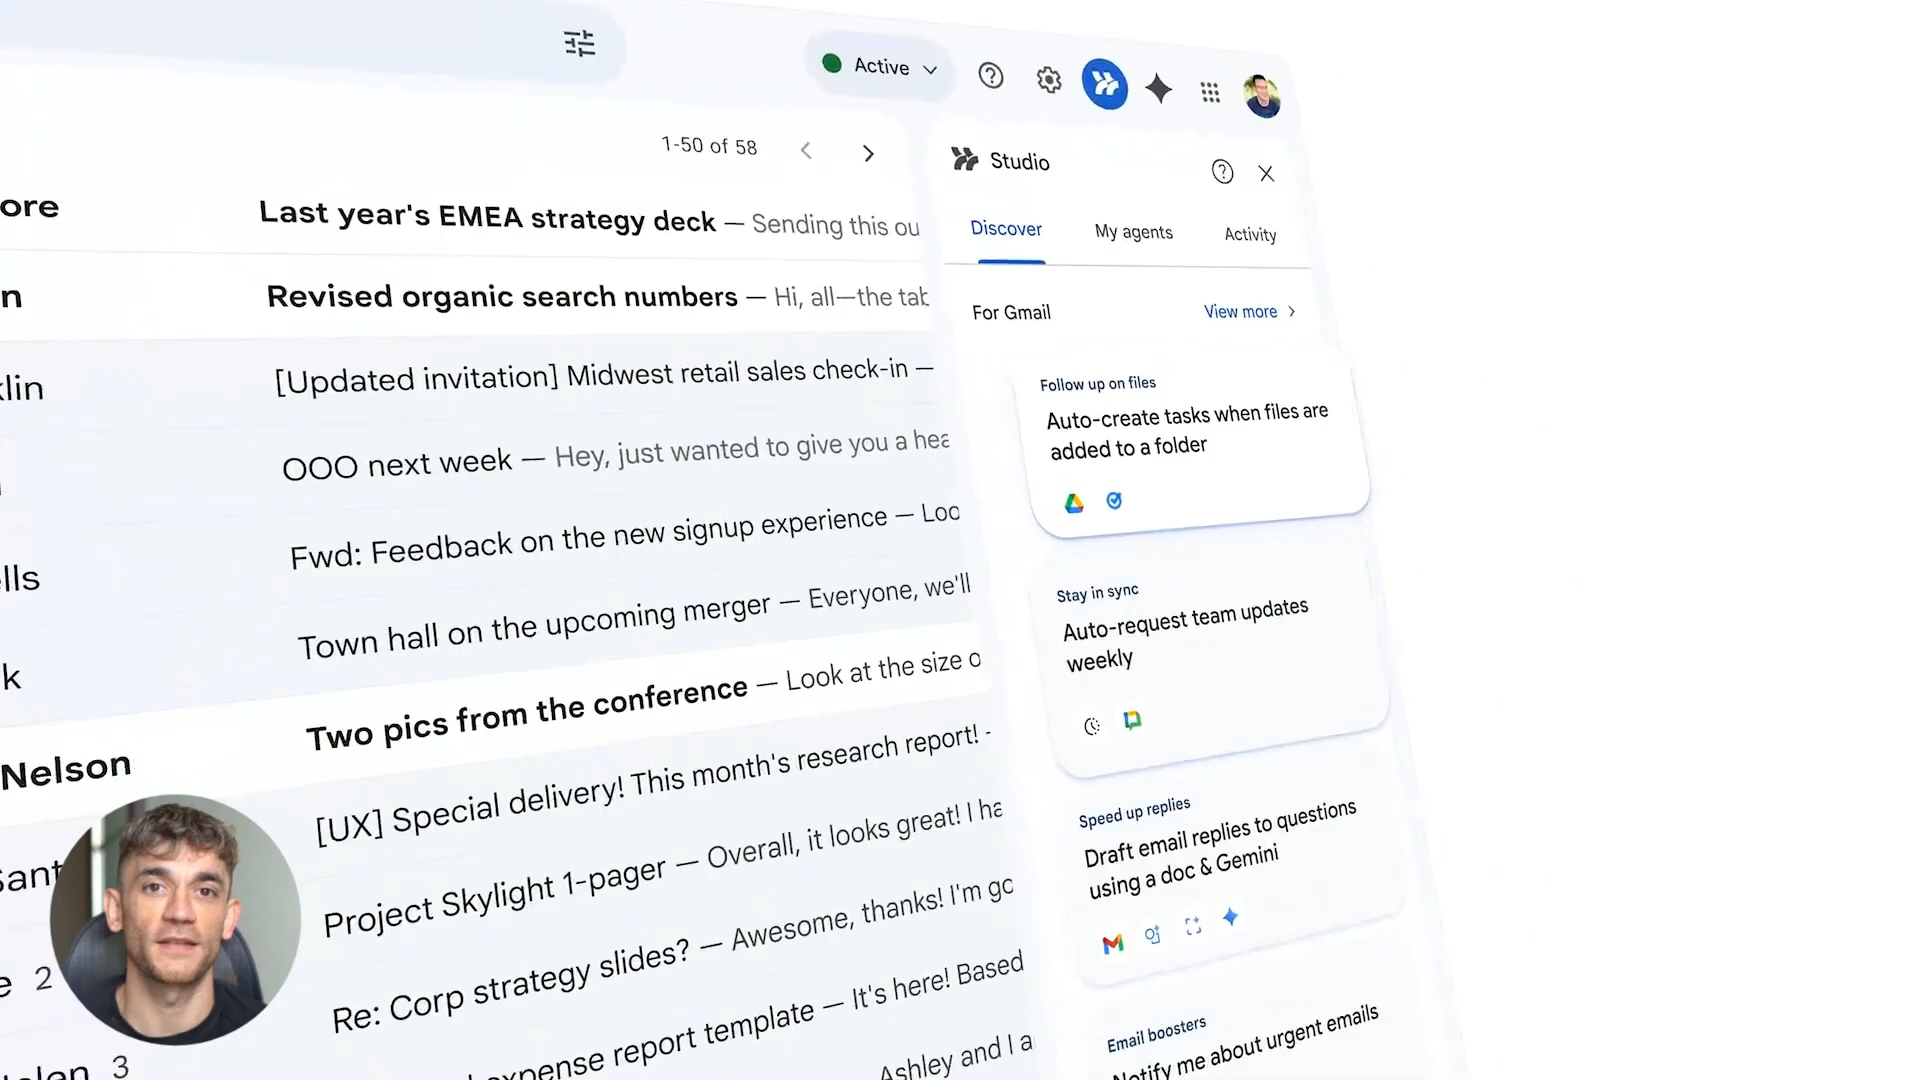 Active
1-50 of 58
Studio
Discover
My agents
Activity
For Gmail
View more
Follow up on files
Auto-create tasks when files are
added to a folder
Stay in sync
Auto-request team updates
weekly
Speed up replies
Draft email replies to questions
using a doc & Gemini
Email boosters
Notify me about urgent emails
ore
Last year's EMEA strategy deck — Sending this ou
n
Revised organic search numbers — Hi, all—the tab
lin
[Updated invitation] Midwest retail sales check-in —
OOO next week — Hey, just wanted to give you a hea
Fwd: Feedback on the new signup experience — Loo
lls
Town hall on the upcoming merger — Everyone, we'll
k
Two pics from the conference — Look at the size o
Nelson
[UX] Special delivery! This month's research report! -
Sant
Project Skylight 1-pager — Overall, it looks great! I ha
e 2
Re: Corp strategy slides? — Awesome, thanks! I'm go
3
expense report template — It's here! Based
Ashley and I a